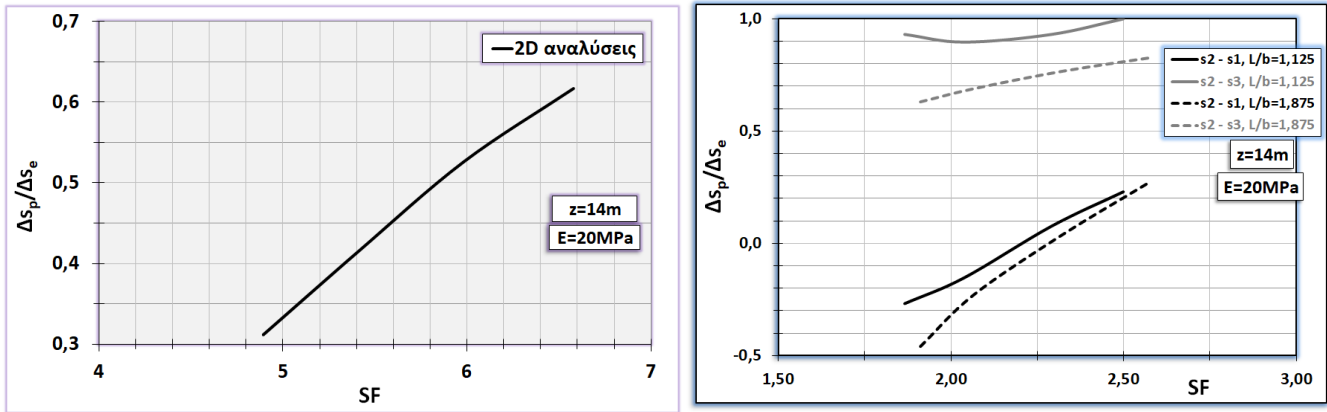 0,7
0,6
0,5
0,4
0,3
Δsp/Δse
2D αναλύσεις
z=14m
E=20MPa
4
5
6
7
SF
1,0
0,5
0,0
-0,5
Δsp/Δse
s2 - s1, L/b=1,125
s2 - s3, L/b=1,125
s2 - s1, L/b=1,875
s2 - s3, L/b=1,875
z=14m
E=20MPa
1,50
2,00
2,50
SF
3,00